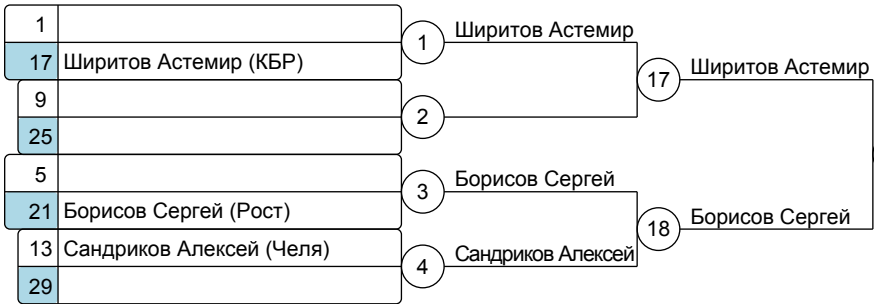 1
17 Ширитов Астемир (КБР)
9
25
5
21 Борисов Сергей (Рост)
13 Сандриков Алексей (Челя)
29
1
2
3
4
Ширитов Астемир
Борисов Сергей
Сандриков Алексей
17
18
Ширитов Астемир
Борисов Сергей